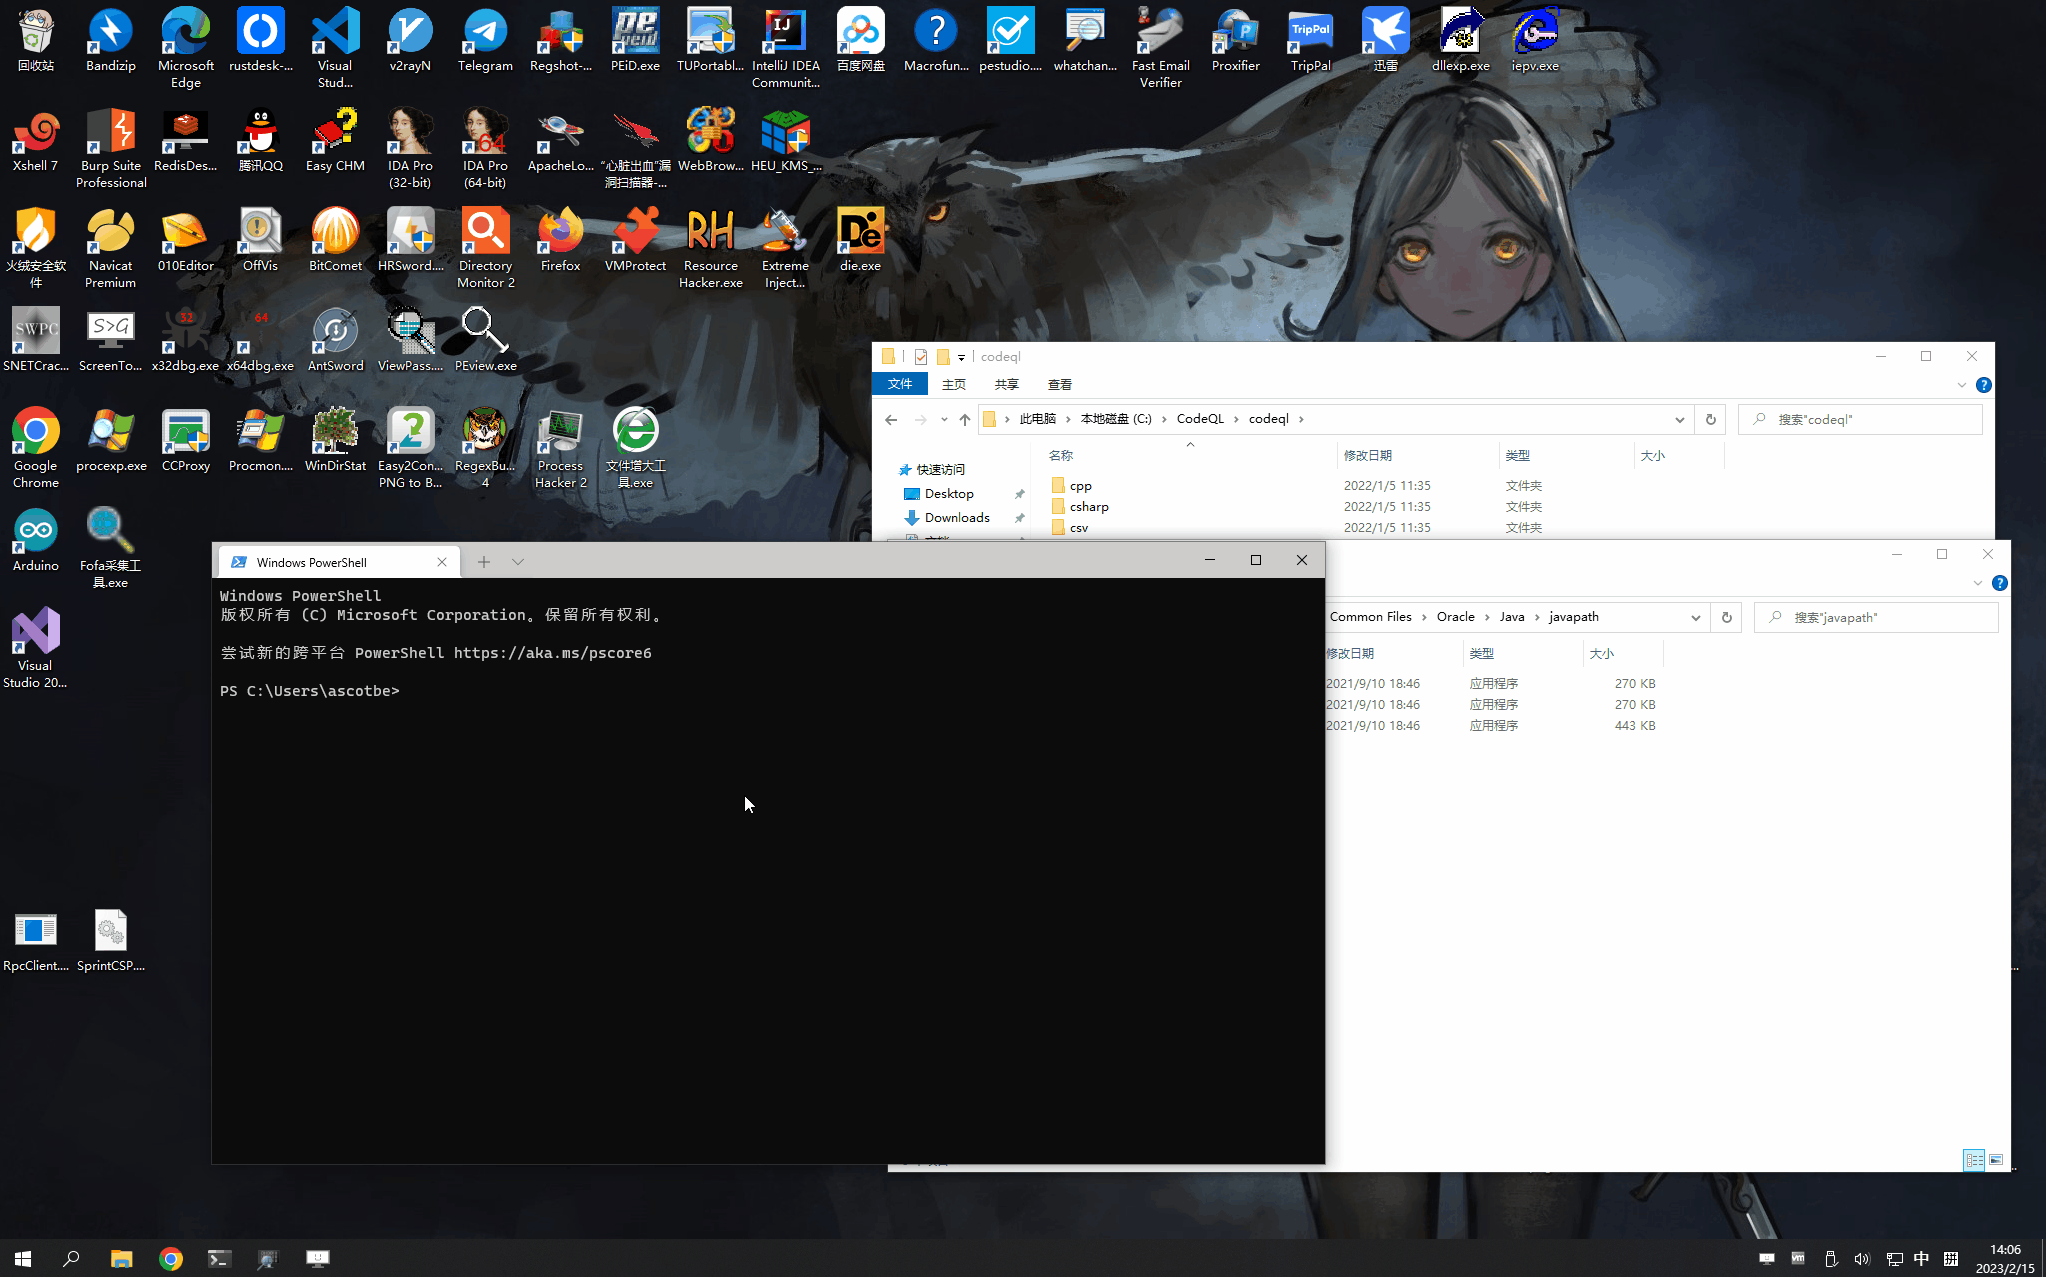 回收站
Bandizip
Microsoft
Edge
rustdesk-...
Visual
Stud...
v2rayN
Telegram
Regshot-...
PEiD.exe
TUPortabl...
IntelliJ IDEA
Communit...
百度网盘
Macrofun...
pestudio....
whatchan...
Fast Email
Verifier
Proxifier
TripPal
TripPal
迅雷
dllexp.exe
iepv.exe
Xshell 7
Burp Suite
Professional
RedisDes...
腾讯QQ
Easy CHM
IDA Pro
(32-bit)
64
IDA Pro
(64-bit)
ApacheLo...
“心脏出血”漏
洞扫描器-...
WebBrow...
HEU
HEU_KMS_...
火绒安全软
件
Navicat
Premium
010Editor
OffVis
BitComet
HRSword....
Directory
Monitor 2
Firefox
VMProtect
RH
Resource
Hacker.exe
Extreme
Inject...
De
die.exe
SWPC
SNETCrac...
S>G
ScreenTo...
x32dbg.exe
64
x64dbg.exe
AntSword
ViewPass....
PEview.exe
Google
Chrome
procexp.exe
CCProxy
Procmon....
WinDirStat
Easy2Con...
PNG to B...
RegexBu...
4
Process
Hacker 2
文件增大工
具.exe
Arduino
Fofa采集工
具.exe
Visual
Studio 20...
RpcClient....
SprintCSP....
codeql
文件
主页
共享
查看
此电脑
本地磁盘 (C:)
CodeQL
codeql
搜索"codeql"
名称
修改日期
类型
大小
快速访问
Desktop
Downloads
cpp
2022/1/5 11:35
文件夹
csharp
2022/1/5 11:35
文件夹
csv
2022/1/5 11:35
文件夹
Windows PowerShell
Windows PowerShell
版权所有 (C) Microsoft Corporation。保留所有权利。
尝试新的跨平台 PowerShell https://aka.ms/pscore6
PS C:\Users\ascotbe>
Common Files
Oracle
Java
javapath
搜索"javapath"
修改日期
类型
大小
2021/9/10 18:46
应用程序
270 KB
2021/9/10 18:46
应用程序
270 KB
2021/9/10 18:46
应用程序
443 KB
中
14:06
2023/2/15